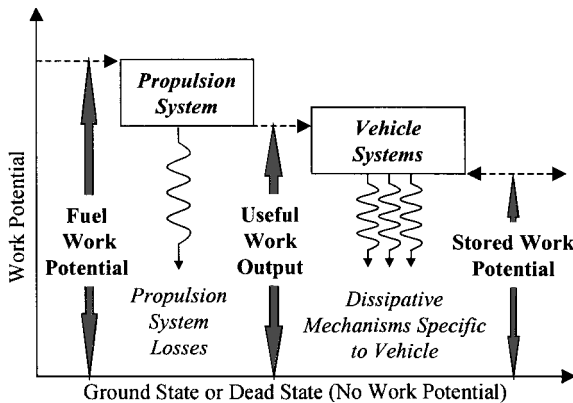 Work Potential
Propulsion
System
Vehicle
Systems
Fuel
Work
Potential
Useful
Work
Output
Stored Work
Potential
Propulsion
System
Losses
Dissipative
Mechanisms Specific
to Vehicle
Ground State or Dead State (No Work Potential)